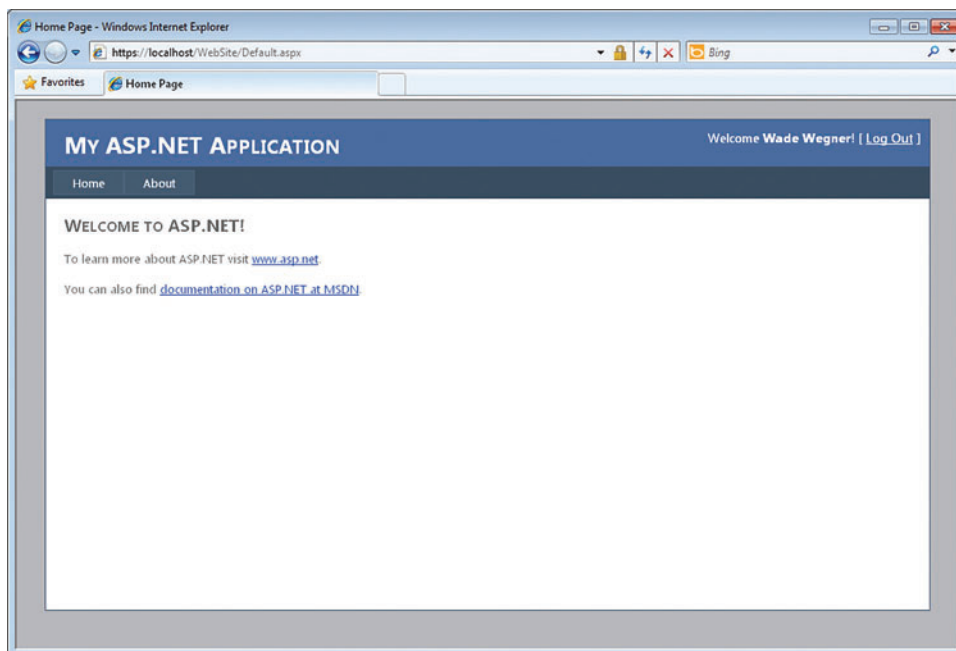 Home Page - Windows Internet Explorer
https://localhost/WebSite/Default.aspx
Bing
Favorites
Home Page
My ASP.NET Application
Welcome Wade Wegner! [ Log Out ]
Home
About
Welcome to ASP.NET!
To learn more about ASP.NET visit www.asp.net.
You can also find documentation on ASP.NET at MSDN.